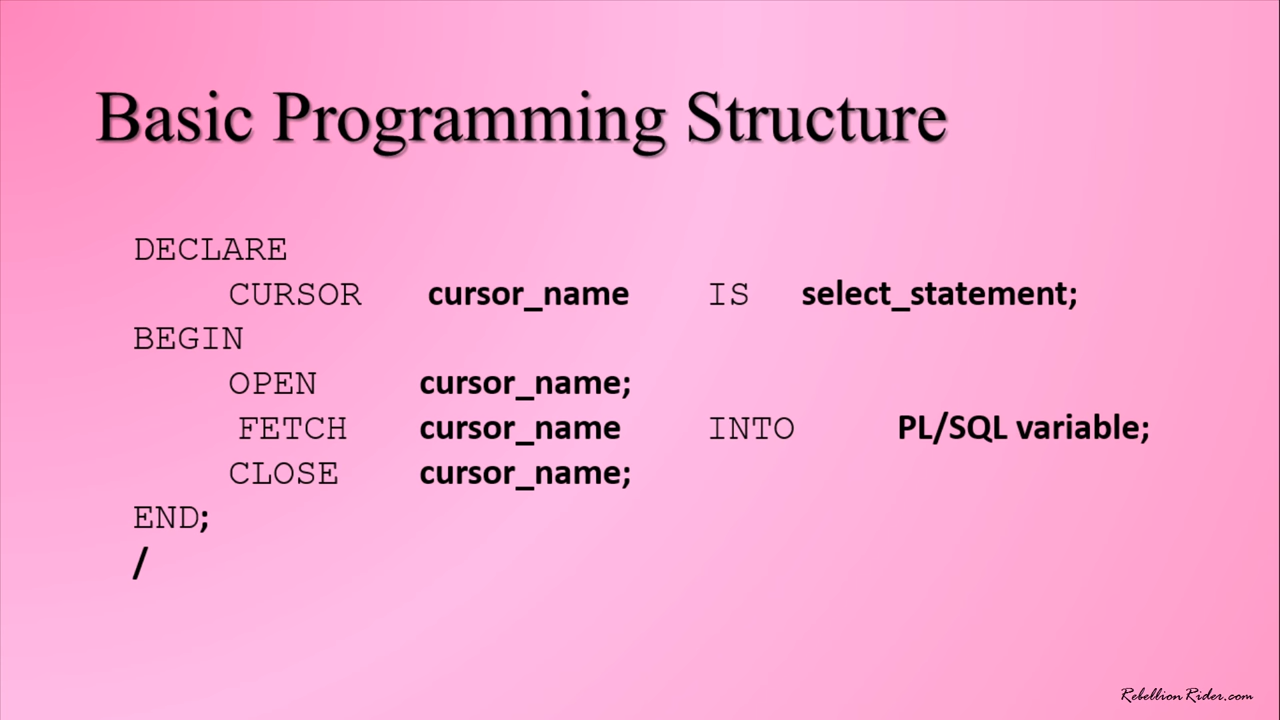 Basic Programming Structure
DECLARE
CURSOR cursor_name IS select_statement;
BEGIN
OPEN cursor_name;
FETCH cursor_name INTO PL/SQL variable;
CLOSE cursor_name;
END;
/
RebellionRider.com